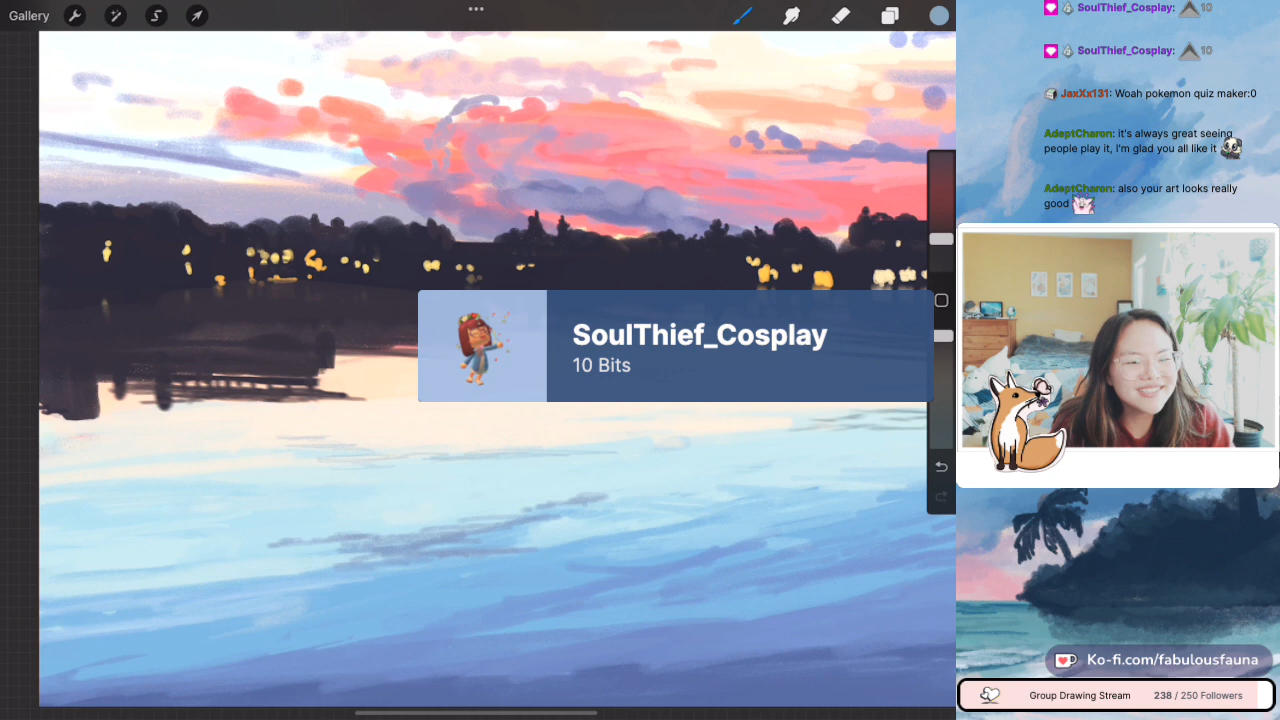 Gallery
SoulThief_Cosplay: 10
SoulThief_Cosplay: 10
JaxXx131: Woah pokemon quiz maker:0
AdeptCharon: it's always great seeing
people play it, I'm glad you all like it
AdeptCharon: also your art looks really
good
SoulThief_Cosplay
10 Bits
Ko-fi.com/fabulousfauna
Group Drawing Stream 238 / 250 Followers